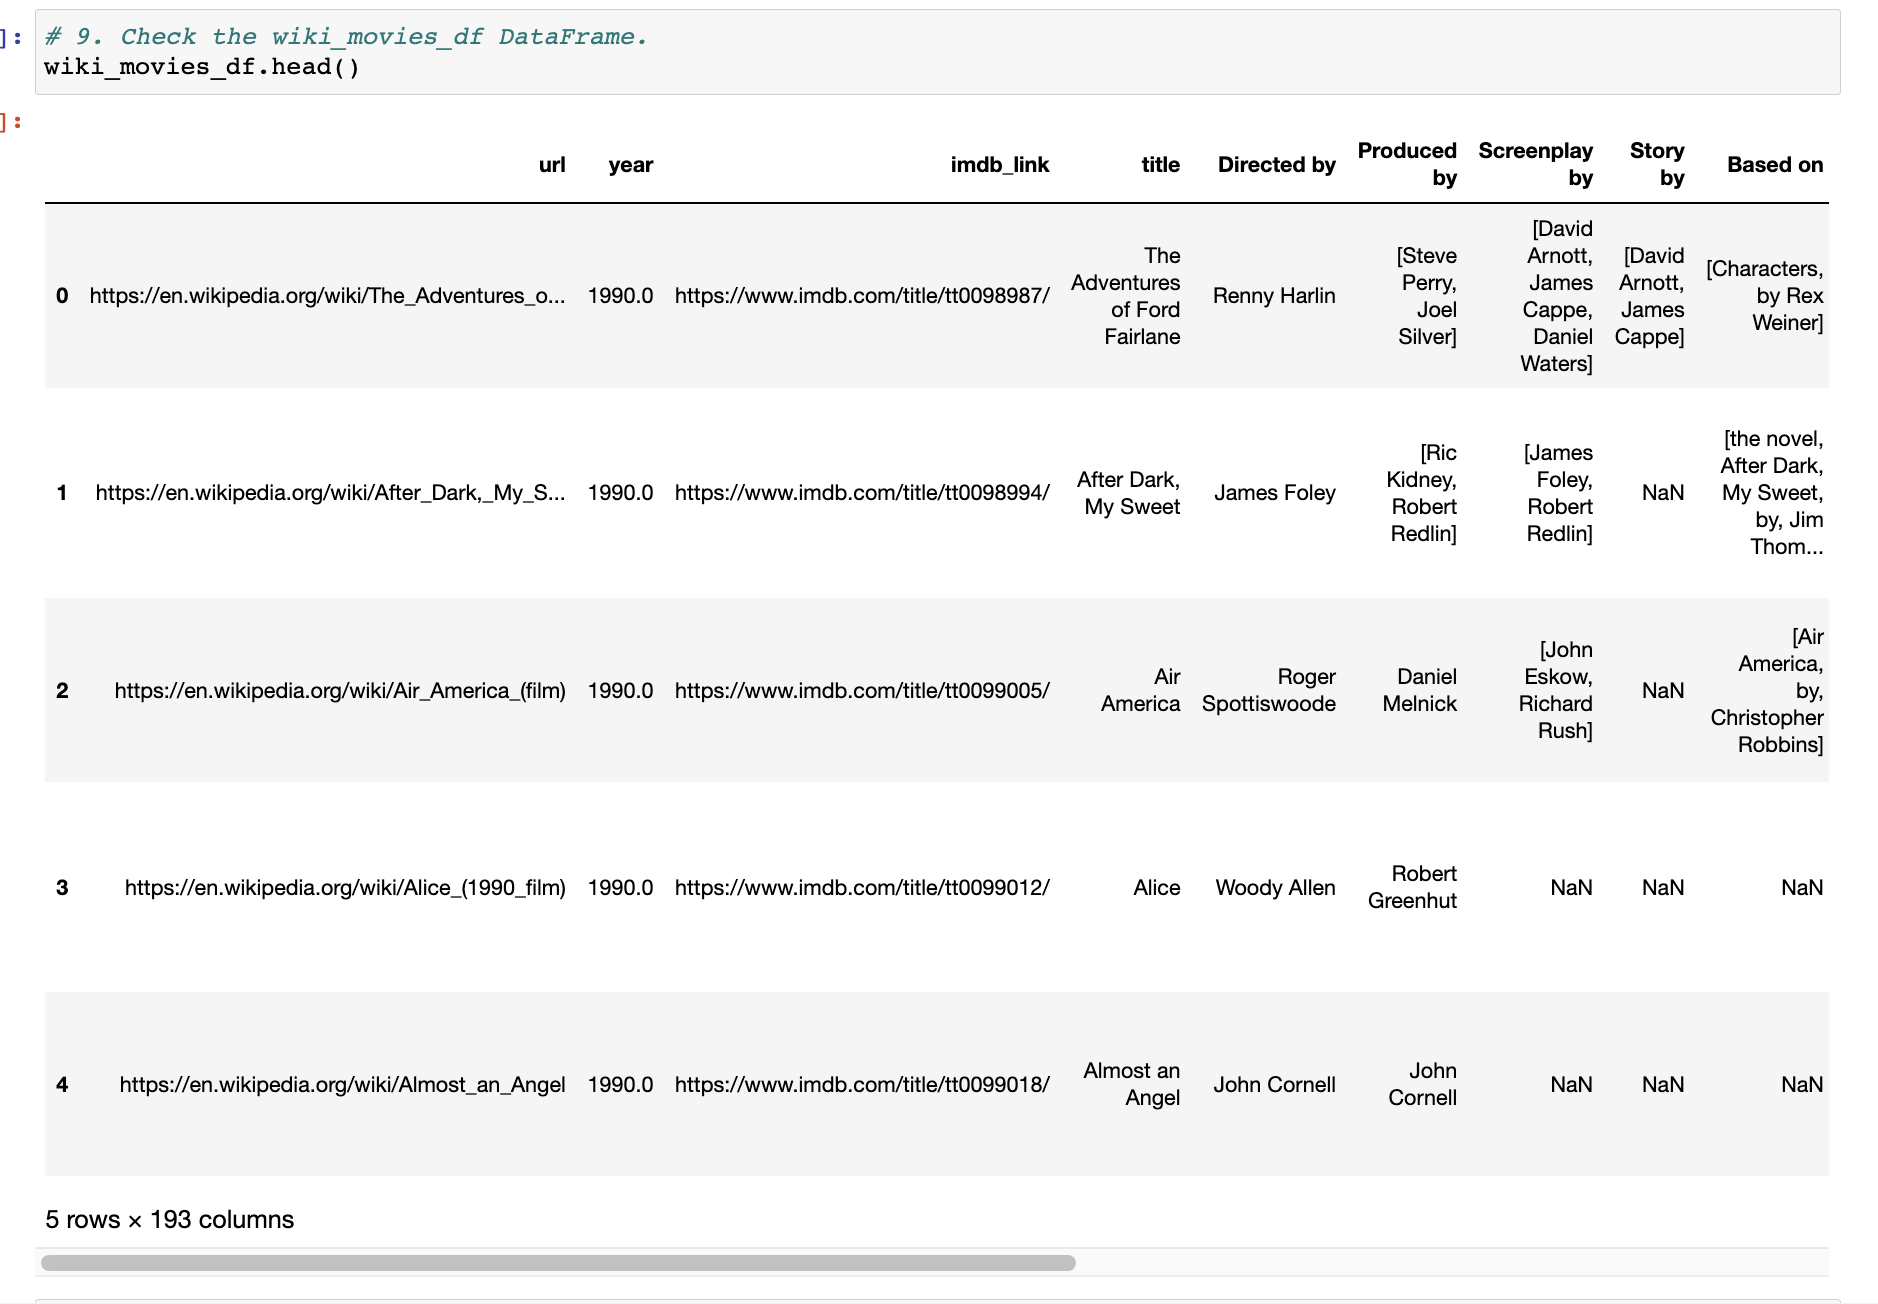 ]:
# 9. Check the wiki_movies_df DataFrame.
wiki_movies_df.head()
]:
url year imdb_link title Directed by Produced by Screenplay by Story by Based on
0 https://en.wikipedia.org/wiki/The_Adventures_o... 1990.0 https://www.imdb.com/title/tt0098987/ The Adventures of Ford Fairlane Renny Harlin [Steve Perry, Joel Silver] [David Arnott, James Cappe, Daniel Waters] [David Arnott, James Cappe] [Characters, by Rex Weiner]
1 https://en.wikipedia.org/wiki/After_Dark,_My_S... 1990.0 https://www.imdb.com/title/tt0098994/ After Dark, My Sweet James Foley [Ric Kidney, Robert Redlin] [James Foley, Robert Redlin] NaN [the novel, After Dark, My Sweet, by, Jim Thom...
2 https://en.wikipedia.org/wiki/Air_America_(film) 1990.0 https://www.imdb.com/title/tt0099005/ Air America Roger Spottiswoode Daniel Melnick [John Eskow, Richard Rush] NaN [Air America, by, Christopher Robbins]
3 https://en.wikipedia.org/wiki/Alice_(1990_film) 1990.0 https://www.imdb.com/title/tt0099012/ Alice Woody Allen Robert Greenhut NaN NaN NaN
4 https://en.wikipedia.org/wiki/Almost_an_Angel 1990.0 https://www.imdb.com/title/tt0099018/ Almost an Angel John Cornell John Cornell NaN NaN NaN
5 rows × 193 columns